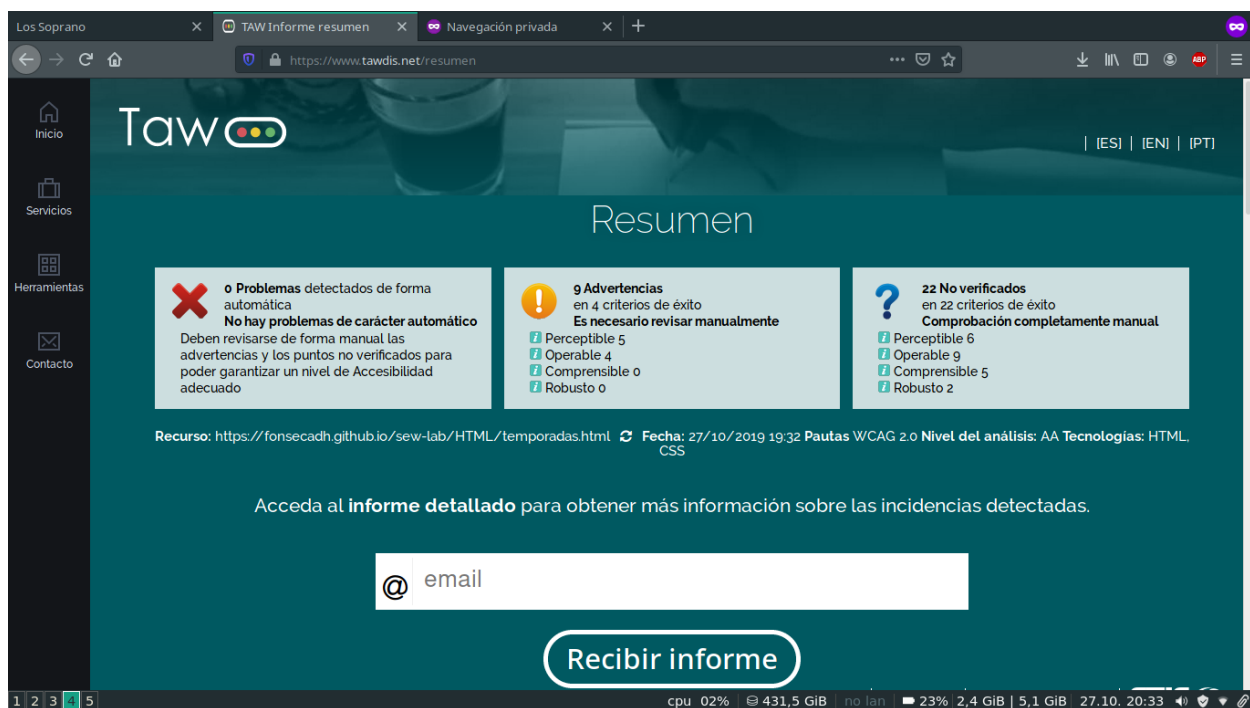 Los Soprano
TAW Informe resumen
Navegación privada
https://www.tawdis.net/resumen
ABP
Inicio
Servicios
Herramientas
Contacto
Taw
| [ES] | [EN] | [PT]
Resumen
0 Problemas detectados de forma
automática
No hay problemas de carácter automático
Deben revisarse de forma manual las
advertencias y los puntos no verificados para
poder garantizar un nivel de Accesibilidad
adecuado
9 Advertencias
en 4 criterios de éxito
Es necesario revisar manualmente
Perceptible 5
Operable 4
Comprensible 0
Robusto 0
22 No verificados
en 22 criterios de éxito
Comprobación completamente manual
Perceptible 6
Operable 9
Comprensible 5
Robusto 2
Recurso: https://fonsecadh.github.io/sew-lab/HTML/temporadas.html Fecha: 27/10/2019 19:32 Pautas WCAG 2.0 Nivel del análisis: AA Tecnologías: HTML,
CSS
Acceda al informe detallado para obtener más información sobre las incidencias detectadas.
@ email
Recibir informe
1 2 3 4 5
cpu 02% 431,5 GiB no lan 23% 2,4 GiB | 5,1 GiB 27.10. 20:33